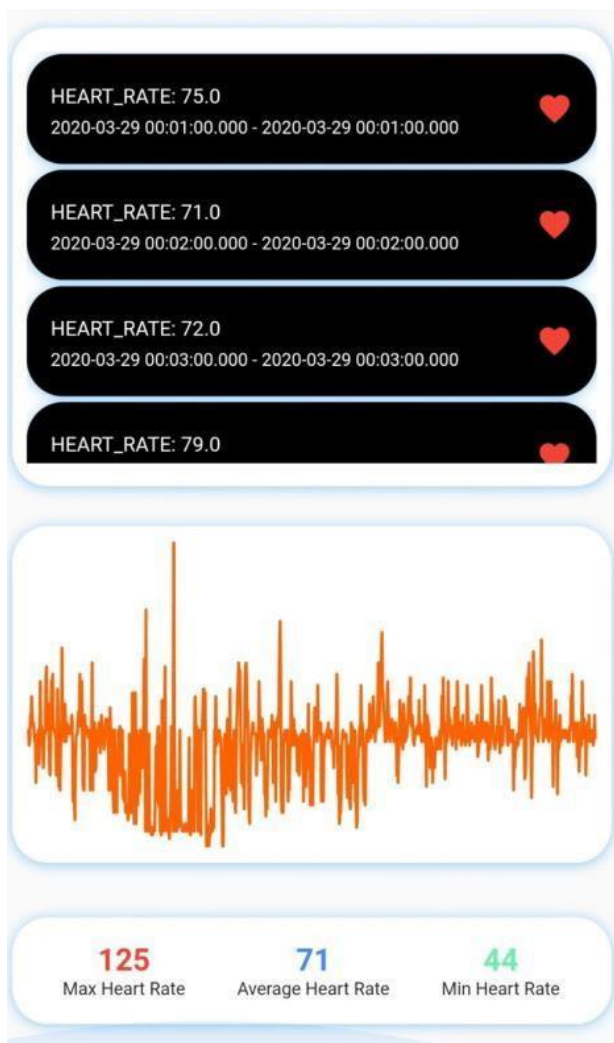 HEART_RATE: 75.0
2020-03-29 00:01:00.000 - 2020-03-29 00:01:00.000
HEART_RATE: 71.0
2020-03-29 00:02:00.000 - 2020-03-29 00:02:00.000
HEART_RATE: 72.0
2020-03-29 00:03:00.000 - 2020-03-29 00:03:00.000
HEART_RATE: 79.0
125 71 44
Max Heart Rate Average Heart Rate Min Heart Rate